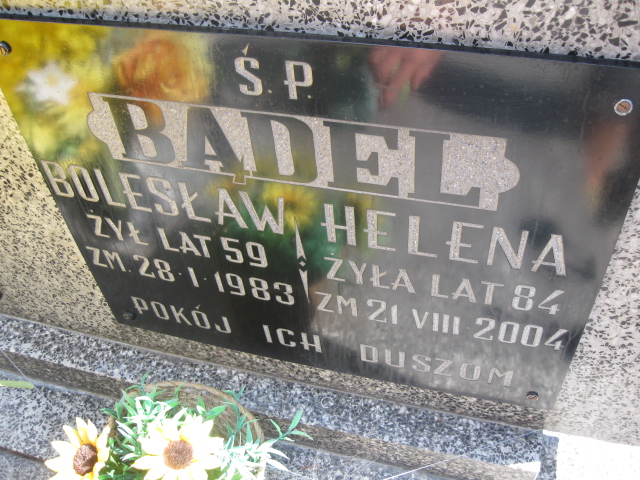 Ś.P.
BĄDEL
BOLESŁAW
ŻYŁ LAT 59
ZM. 28·I·1983
HELENA
ŻYŁA LAT 84
ZM 21 VIII 2004
POKÓJ ICH DUSZOM